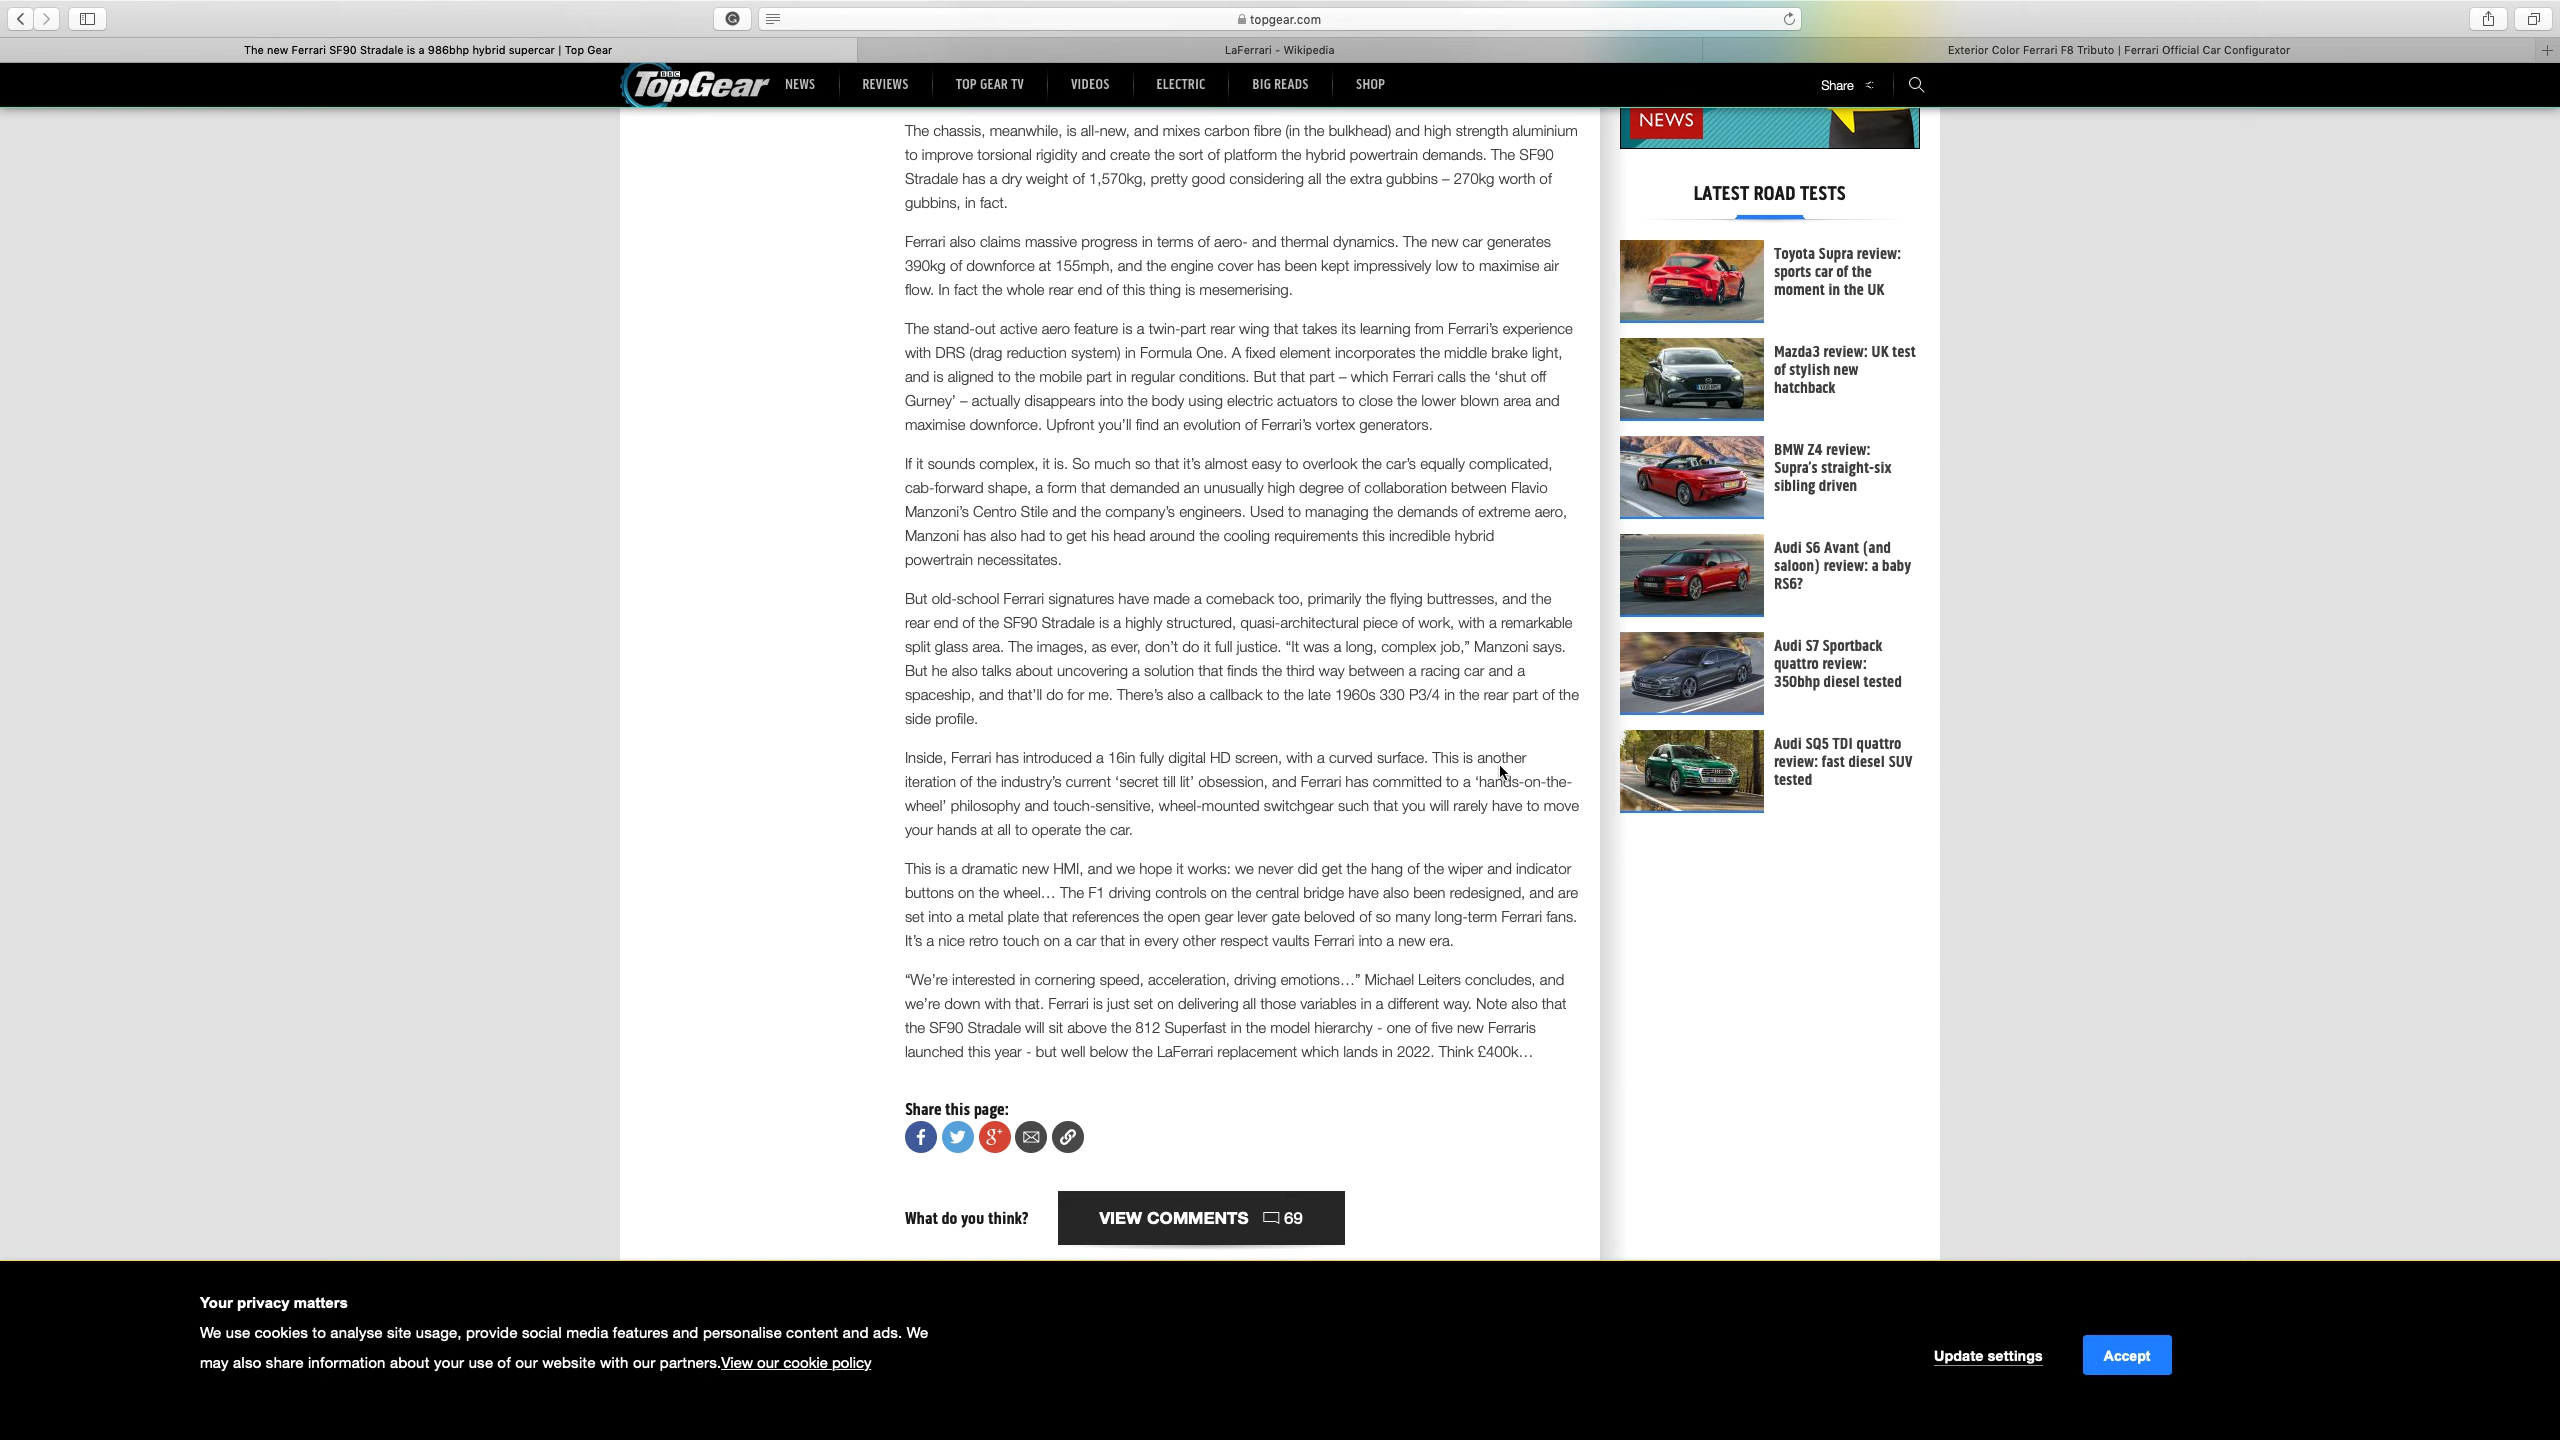 topgear.com
The new Ferrari SF90 Stradale is a 986bhp hybrid supercar | Top Gear
LaFerrari - Wikipedia
Exterior Color Ferrari F8 Tributo | Ferrari Official Car Configurator
BBC
TopGear
NEWS
REVIEWS
TOP GEAR TV
VIDEOS
ELECTRIC
BIG READS
SHOP
Share
The chassis, meanwhile, is all-new, and mixes carbon fibre (in the bulkhead) and high strength aluminium
to improve torsional rigidity and create the sort of platform the hybrid powertrain demands. The SF90
Stradale has a dry weight of 1,570kg, pretty good considering all the extra gubbins – 270kg worth of
gubbins, in fact.
Ferrari also claims massive progress in terms of aero- and thermal dynamics. The new car generates
390kg of downforce at 155mph, and the engine cover has been kept impressively low to maximise air
flow. In fact the whole rear end of this thing is mesemerising.
The stand-out active aero feature is a twin-part rear wing that takes its learning from Ferrari’s experience
with DRS (drag reduction system) in Formula One. A fixed element incorporates the middle brake light,
and is aligned to the mobile part in regular conditions. But that part – which Ferrari calls the ‘shut off
Gurney’ – actually disappears into the body using electric actuators to close the lower blown area and
maximise downforce. Upfront you’ll find an evolution of Ferrari’s vortex generators.
If it sounds complex, it is. So much so that it’s almost easy to overlook the car’s equally complicated,
cab-forward shape, a form that demanded an unusually high degree of collaboration between Flavio
Manzoni’s Centro Stile and the company’s engineers. Used to managing the demands of extreme aero,
Manzoni has also had to get his head around the cooling requirements this incredible hybrid
powertrain necessitates.
But old-school Ferrari signatures have made a comeback too, primarily the flying buttresses, and the
rear end of the SF90 Stradale is a highly structured, quasi-architectural piece of work, with a remarkable
split glass area. The images, as ever, don’t do it full justice. “It was a long, complex job,” Manzoni says.
But he also talks about uncovering a solution that finds the third way between a racing car and a
spaceship, and that’ll do for me. There’s also a callback to the late 1960s 330 P3/4 in the rear part of the
side profile.
Inside, Ferrari has introduced a 16in fully digital HD screen, with a curved surface. This is another
iteration of the industry’s current ‘secret till lit’ obsession, and Ferrari has committed to a ‘hands-on-the-
wheel’ philosophy and touch-sensitive, wheel-mounted switchgear such that you will rarely have to move
your hands at all to operate the car.
This is a dramatic new HMI, and we hope it works: we never did get the hang of the wiper and indicator
buttons on the wheel… The F1 driving controls on the central bridge have also been redesigned, and are
set into a metal plate that references the open gear lever gate beloved of so many long-term Ferrari fans.
It’s a nice retro touch on a car that in every other respect vaults Ferrari into a new era.
“We’re interested in cornering speed, acceleration, driving emotions…” Michael Leiters concludes, and
we’re down with that. Ferrari is just set on delivering all those variables in a different way. Note also that
the SF90 Stradale will sit above the 812 Superfast in the model hierarchy - one of five new Ferraris
launched this year - but well below the LaFerrari replacement which lands in 2022. Think £400k…
Share this page:
What do you think?
VIEW COMMENTS 69
NEWS
LATEST ROAD TESTS
Toyota Supra review:
sports car of the
moment in the UK
Mazda3 review: UK test
of stylish new
hatchback
BMW Z4 review:
Supra’s straight-six
sibling driven
Audi S6 Avant (and
saloon) review: a baby
RS6?
Audi S7 Sportback
quattro review:
350bhp diesel tested
Audi SQ5 TDI quattro
review: fast diesel SUV
tested
Your privacy matters
We use cookies to analyse site usage, provide social media features and personalise content and ads. We
may also share information about your use of our website with our partners.View our cookie policy
Update settings
Accept